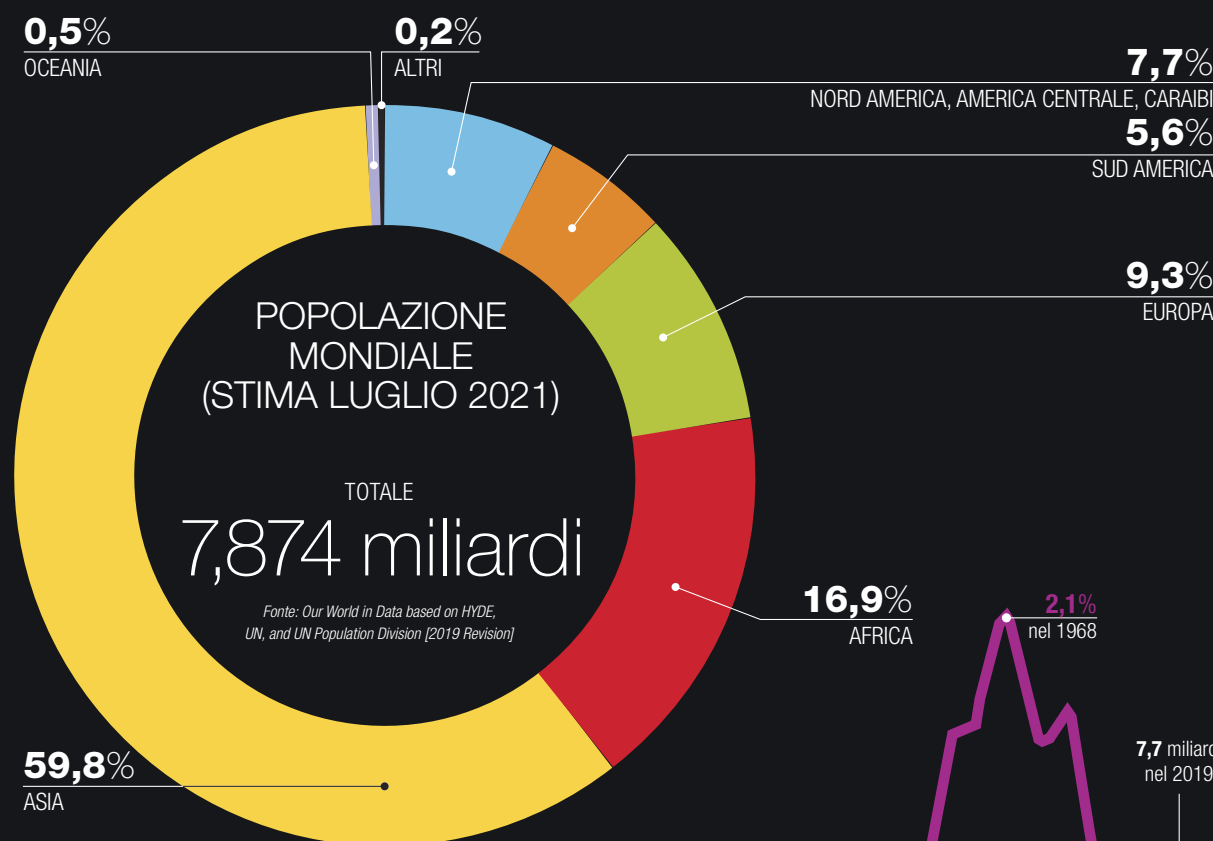 0,5%
OCEANIA
0,2%
ALTRI
7,7%
NORD AMERICA, AMERICA CENTRALE, CARAIBI
5,6%
SUD AMERICA
9,3%
EUROPA
POPOLAZIONE
MONDIALE
(STIMA LUGLIO 2021)
TOTALE
7,874 miliardi
Fonte: Our World in Data based on HYDE,
UN, and UN Population Division [2019 Revision]
16,9%
AFRICA
2,1%
nel 1968
7,7 miliard
nel 2019
59,8%
ASIA